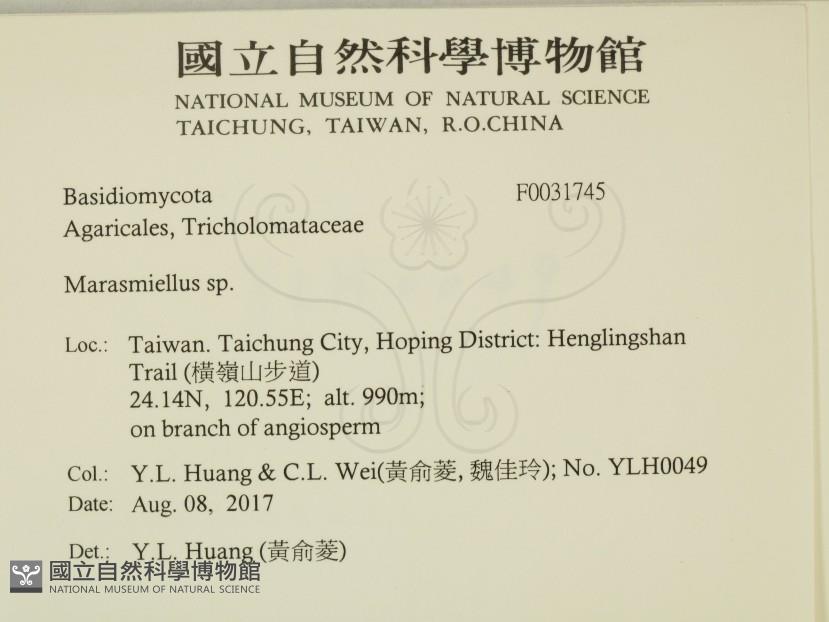 國立自然科學博物館
NATIONAL MUSEUM OF NATURAL SCIENCE
TAICHUNG, TAIWAN, R.O.CHINA
Basidiomycota F0031745
Agaricales, Tricholomataceae
Marasmiellus sp.
Loc.: Taiwan. Taichung City, Hoping District: Henglingshan
Trail (橫嶺山步道)
24.14N, 120.55E; alt. 990m;
on branch of angiosperm
Col.: Y.L. Huang & C.L. Wei(黃俞菱, 魏佳玲); No. YLH0049
Date: Aug. 08, 2017
Det.: Y.L. Huang (黃俞菱)
國立自然科學博物館
NATIONAL MUSEUM OF NATURAL SCIENCE